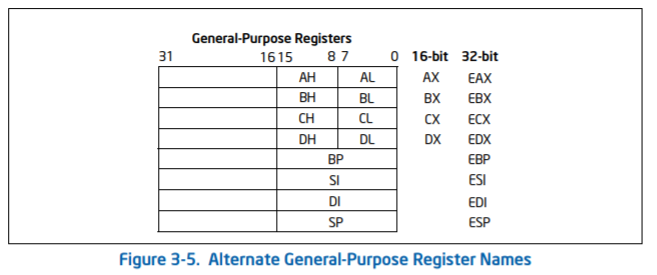 General-Purpose Registers
31 16 15 8 7 0 16-bit 32-bit
AH AL AX EAX
BH BL BX EBX
CH CL CX ECX
DH DL DX EDX
BP EBP
SI ESI
DI EDI
SP ESP
Figure 3-5. Alternate General-Purpose Register Names